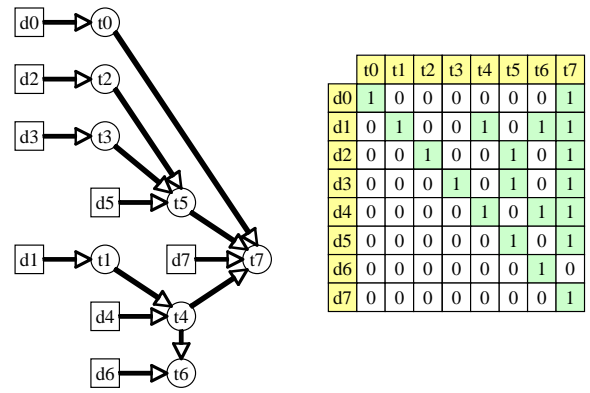 d0 t0
d2 t2
d3 t3
d5 t5
d1 t1 d7 t7
d4 t4
d6 t6
t0 t1 t2 t3 t4 t5 t6 t7
d0 1 0 0 0 0 0 0 1
d1 0 1 0 0 1 0 1 1
d2 0 0 1 0 0 1 0 1
d3 0 0 0 1 0 1 0 1
d4 0 0 0 0 1 0 1 1
d5 0 0 0 0 0 1 0 1
d6 0 0 0 0 0 0 1 0
d7 0 0 0 0 0 0 0 1